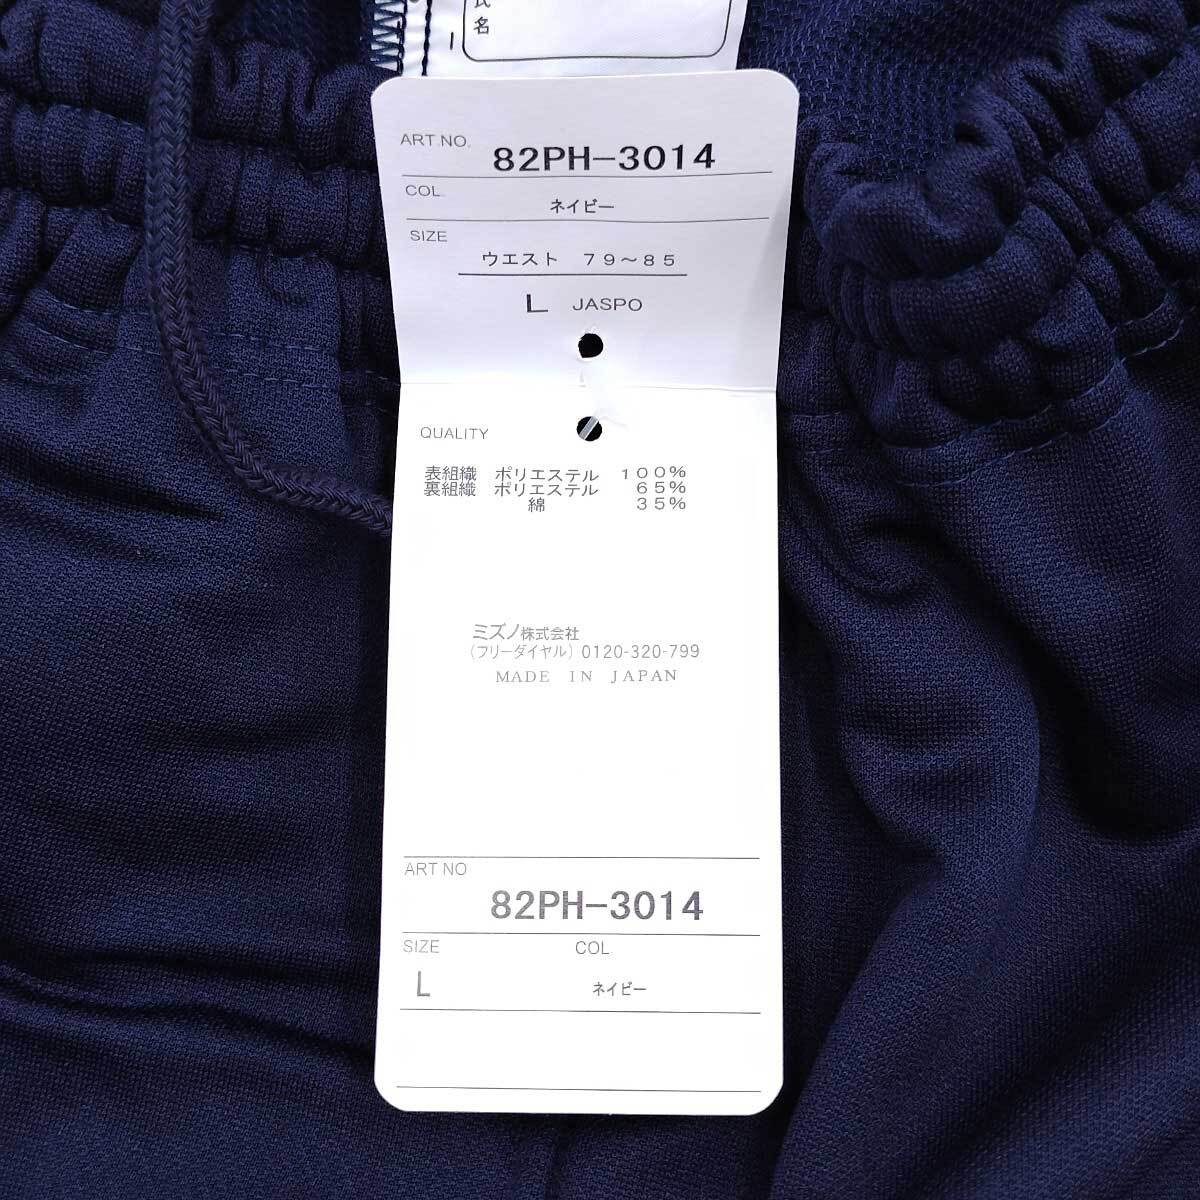 氏
名
ART.NO.
82PH-3014
COL.
ネイビー
SIZE
ウエスト 79〜85
L JASPO
QUALITY
表組織 ポリエステル 100%
裏組織 ポリエステル 65%
綿 35%
ミズノ株式会社
(フリーダイヤル) 0120-320-799
MADE IN JAPAN
ART NO
82PH-3014
SIZE COL
L ネイビー